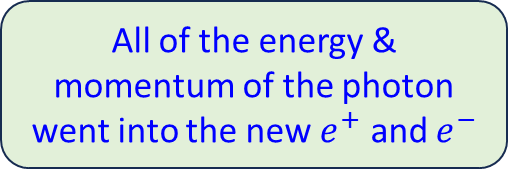 All of the energy &
momentum of the photon
went into the new e⁺ and e⁻